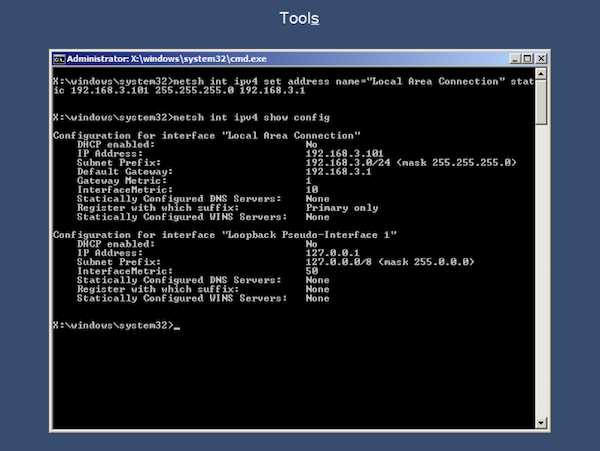 Tools
Administrator: X:\windows\system32\cmd.exe
X:\windows\system32>netsh int ipv4 set address name="Local Area Connection" stat
ic 192.168.3.101 255.255.255.0 192.168.3.1
X:\windows\system32>netsh int ipv4 show config
Configuration for interface "Local Area Connection"
DHCP enabled: No
IP Address: 192.168.3.101
Subnet Prefix: 192.168.3.0/24 (mask 255.255.255.0)
Default Gateway: 192.168.3.1
Gateway Metric: 1
InterfaceMetric: 10
Statically Configured DNS Servers: None
Register with which suffix: Primary only
Statically Configured WINS Servers: None
Configuration for interface "Loopback Pseudo-Interface 1"
DHCP enabled: No
IP Address: 127.0.0.1
Subnet Prefix: 127.0.0.0/8 (mask 255.0.0.0)
InterfaceMetric: 50
Statically Configured DNS Servers: None
Register with which suffix: None
Statically Configured WINS Servers: None
X:\windows\system32>_